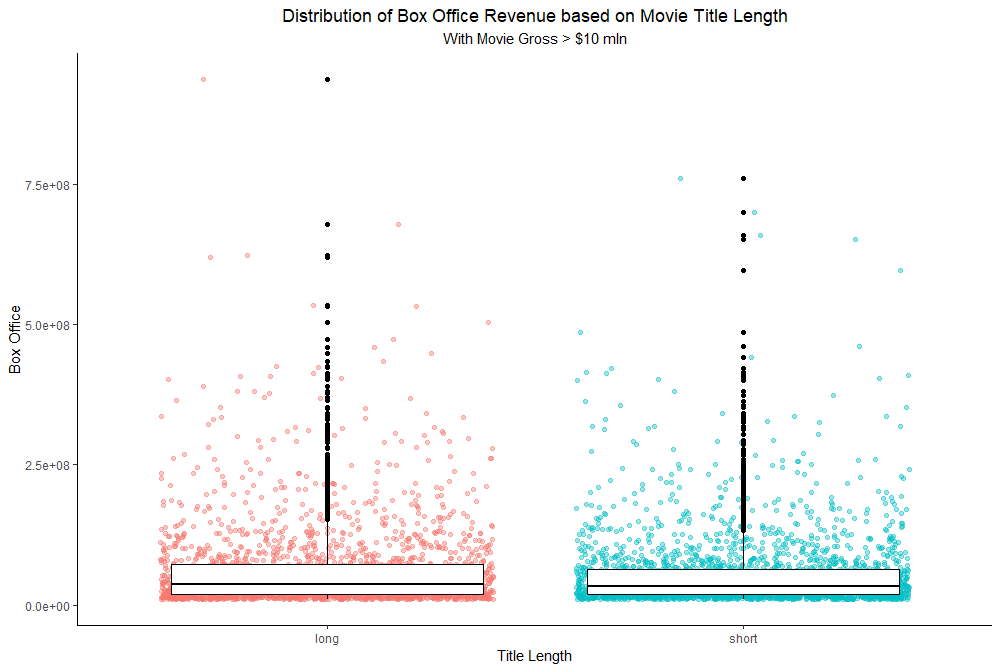 Distribution of Box Office Revenue based on Movie Title Length
With Movie Gross > $10 mln
Box Office
7.5e+08
5.0e+08
2.5e+08
0.0e+00
long
short
Title Length